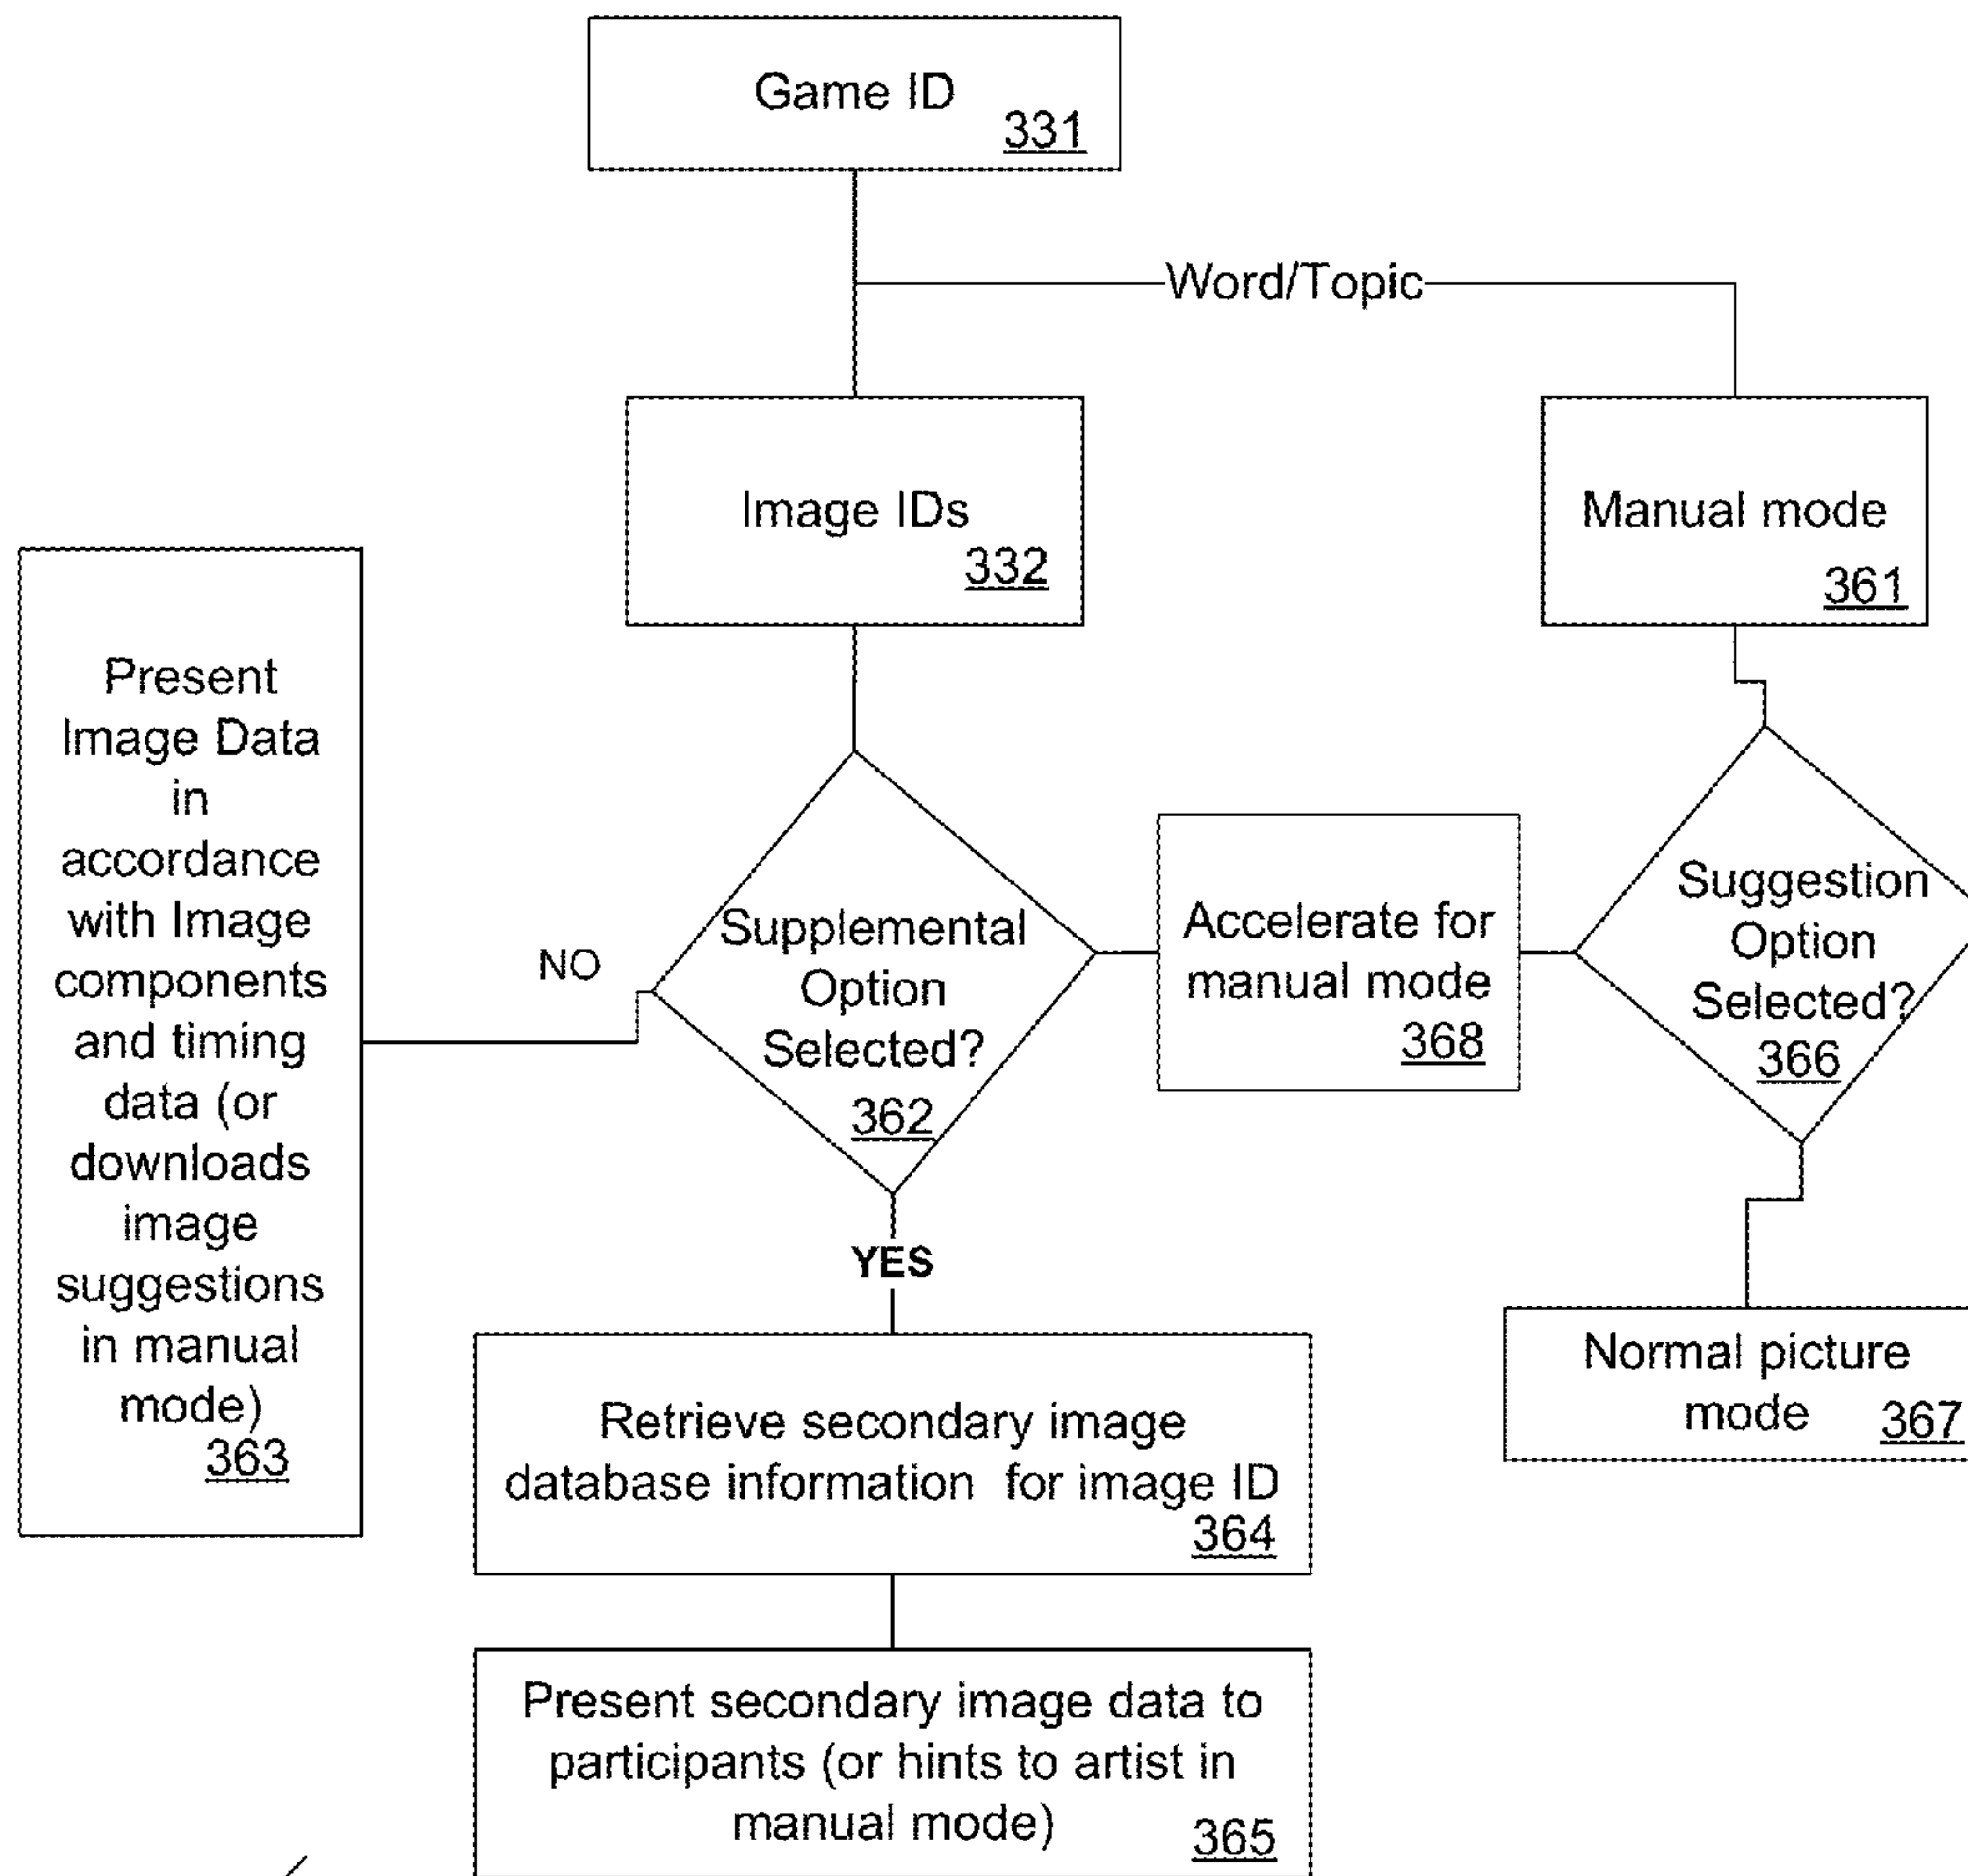 Game ID
331
Word/Topic
Image IDs
332
Manual mode
361
Present
Image Data
in
accordance
with Image
components
and timing
data (or
downloads
image
suggestions
in manual
mode)
363
NO
Supplemental
Option
Selected?
362
Accelerate for
manual mode
368
Suggestion
Option
Selected?
366
YES
Normal picture
mode 367
Retrieve secondary image
database information for image ID
364
Present secondary image data to
participants (or hints to artist in
manual mode) 365